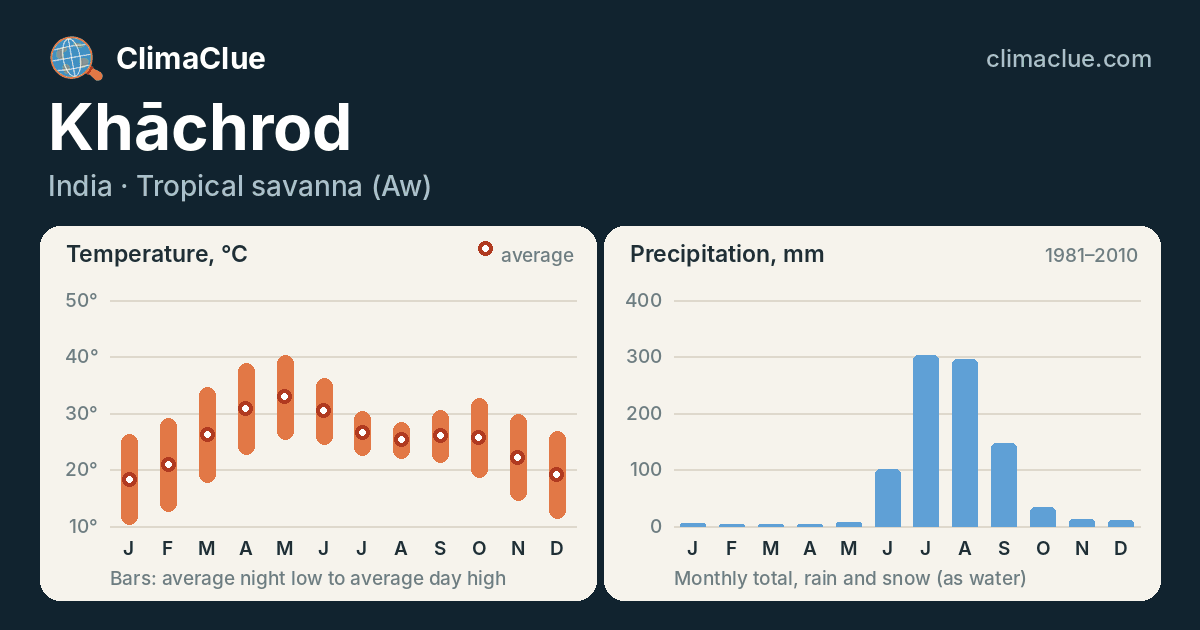 ClimaClue
climaclue.com
Khāchrod
India · Tropical savanna (Aw)
Temperature, °C
average
50°
40°
30°
20°
10°
J F M A M J J A S O N D
Bars: average night low to average day high
Precipitation, mm
1981–2010
400
300
200
100
0
J F M A M J J A S O N D
Monthly total, rain and snow (as water)